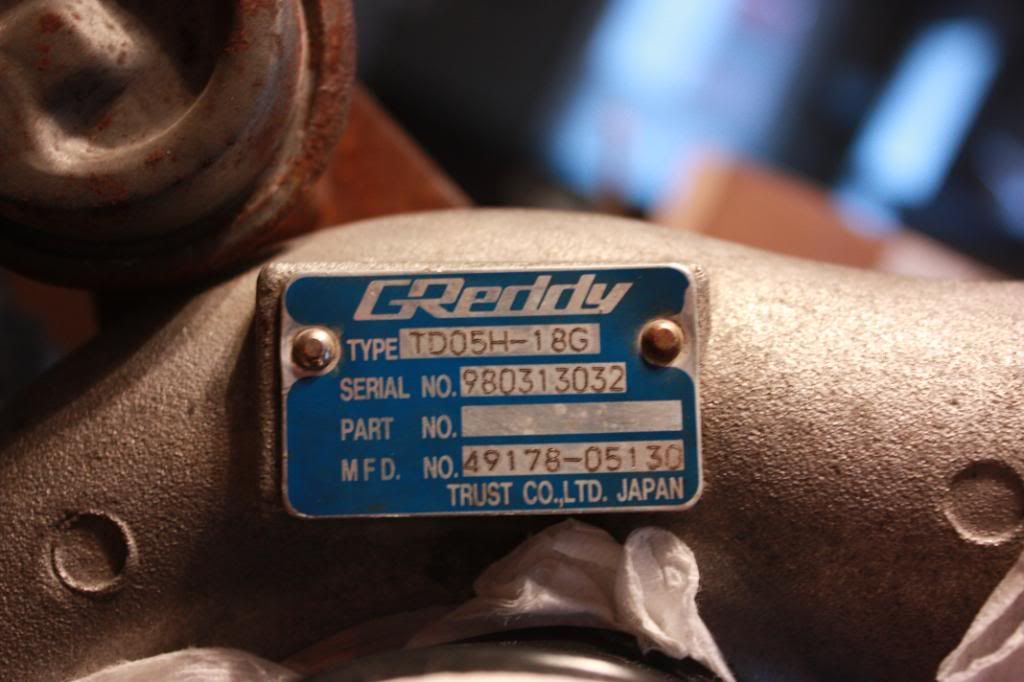 GReddy
TYPE TD05H-18G
SERIAL NO. 980313032
PART NO.
MFD. NO. 49178-05130
TRUST CO.,LTD. JAPAN